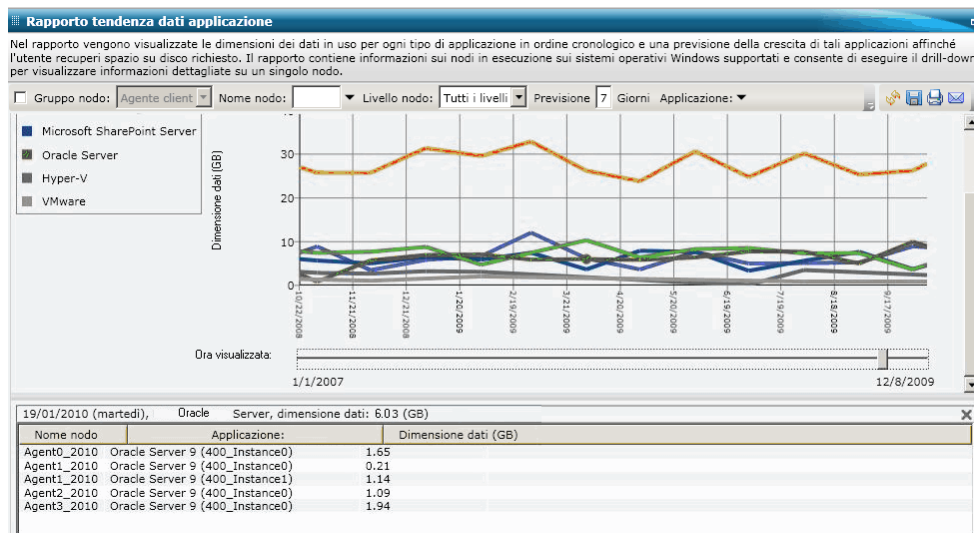 Rapporto tendenza dati applicazione
Nel rapporto vengono visualizzate le dimensioni dei dati in uso per ogni tipo di applicazione in ordine cronologico e una previsione della crescita di tali applicazioni affinché
l'utente recuperi spazio su disco richiesto. Il rapporto contiene informazioni sui nodi in esecuzione sui sistemi operativi Windows supportati e consente di eseguire il drill-down
per visualizzare informazioni dettagliate su un singolo nodo.
Gruppo nodo: Agente client Nome nodo: Livello nodo: Tutti i livelli Previsione 7 Giorni Applicazione:
Microsoft SharePoint Server
Oracle Server
Hyper-V
VMware
Dimensione dati (GB)
30
20
10
0
10/22/2008
11/21/2008
12/21/2008
1/20/2009
2/19/2009
3/21/2009
4/20/2009
5/20/2009
6/19/2009
7/19/2009
8/18/2009
9/17/2009
Ora visualizzata:
1/1/2007 12/8/2009
19/01/2010 (martedì), Oracle Server, dimensione dati: 6.03 (GB)
Nome nodo Applicazione: Dimensione dati (GB)
Agent0_2010 Oracle Server 9 (400_Instance0) 1.65
Agent1_2010 Oracle Server 9 (400_Instance0) 0.21
Agent1_2010 Oracle Server 9 (400_Instance1) 1.14
Agent2_2010 Oracle Server 9 (400_Instance0) 1.09
Agent3_2010 Oracle Server 9 (400_Instance0) 1.94